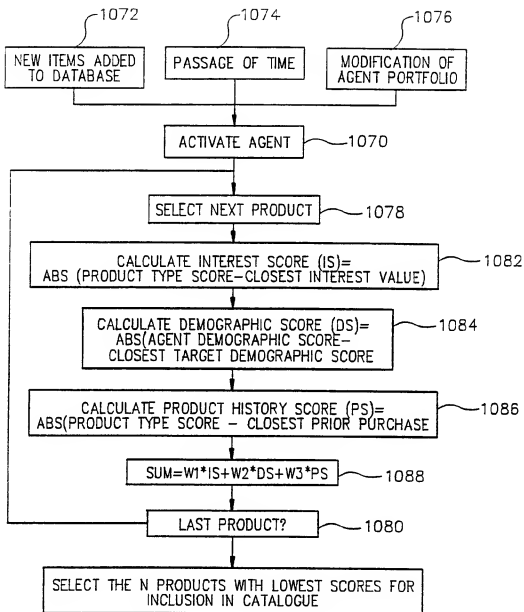 1072
1074
1076
NEW ITEMS ADDED
TO DATABASE
PASSAGE OF TIME
MODIFICATION OF
AGENT PORTFOLIO
ACTIVATE AGENT
1070
SELECT NEXT PRODUCT
1078
CALCULATE INTEREST SCORE (IS)=
ABS (PRODUCT TYPE SCORE-CLOSEST INTEREST VALUE)
1082
CALCULATE DEMOGRAPHIC SCORE (DS)=
ABS(AGENT DEMOGRAPHIC SCORE-
CLOSEST TARGET DEMOGRAPHIC SCORE
1084
CALCULATE PRODUCT HISTORY SCORE (PS)=
ABS(PRODUCT TYPE SCORE - CLOSEST PRIOR PURCHASE
1086
SUM=W1*IS+W2*DS+W3*PS
1088
LAST PRODUCT?
1080
SELECT THE N PRODUCTS WITH LOWEST SCORES FOR
INCLUSION IN CATALOGUE